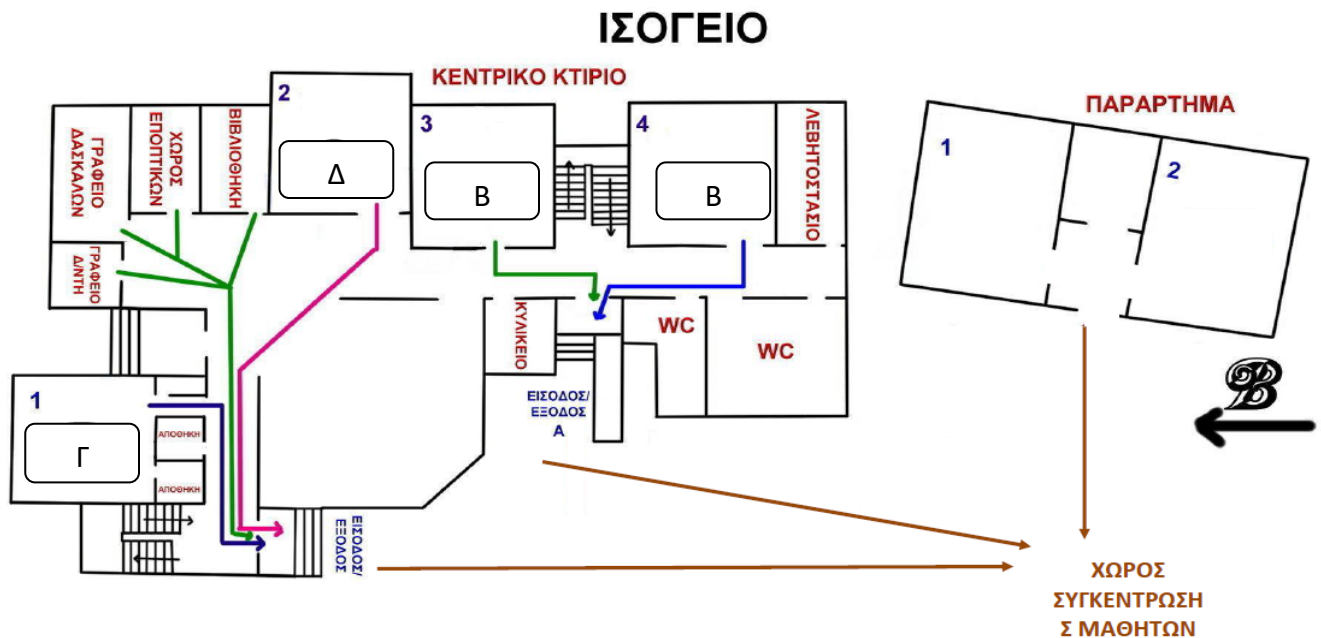 ΙΣΟΓΕΙΟ
ΚΕΝΤΡΙΚΟ ΚΤΙΡΙΟ
ΠΑΡΑΡΤΗΜΑ
ΓΡΑΦΕΙΟ
ΔΑΣΚΑΛΩΝ
ΧΩΡΟΣ
ΕΠΟΠΤΙΚΩΝ
ΒΙΒΛΙΟΘΗΚΗ
2
Δ
3
Β
4
Β
ΛΕΒΗΤΟΣΤΑΣΙΟ
1
2
ΓΡΑΦΕΙΟ
Δ/ΝΤΗ
ΚΥΛΙΚΕΙΟ
WC
WC
1
Γ
ΑΠΟΘΗΚΗ
ΑΠΟΘΗΚΗ
ΕΙΣΟΔΟΣ/
ΕΞΟΔΟΣ
Α
Β
ΕΙΣΟΔΟΣ/
ΕΞΟΔΟΣ
ΧΩΡΟΣ
ΣΥΓΚΕΝΤΡΩΣΗ
Σ ΜΑΘΗΤΩΝ